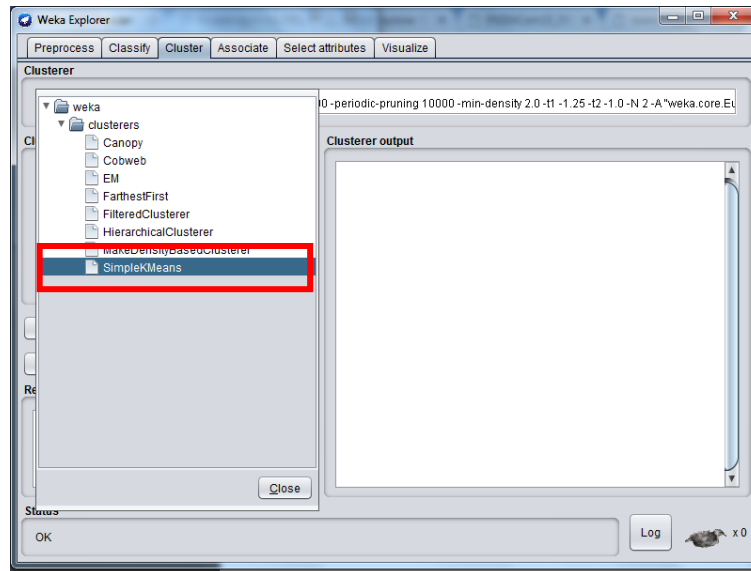 Weka Explorer
Preprocess Classify Cluster Associate Select attributes Visualize
Clusterer
-periodic-pruning 10000 -min-density 2.0 -t1 -1.25 -t2 -1.0 -N 2 -A "weka.core.Eu
weka
clusterers
Canopy
Cobweb
EM
FarthestFirst
FilteredClusterer
HierarchicalClusterer
MakeDensityBasedClusterer
SimpleKMeans
Close
Cl
Clusterer output
Re
Status
OK
Log
x 0